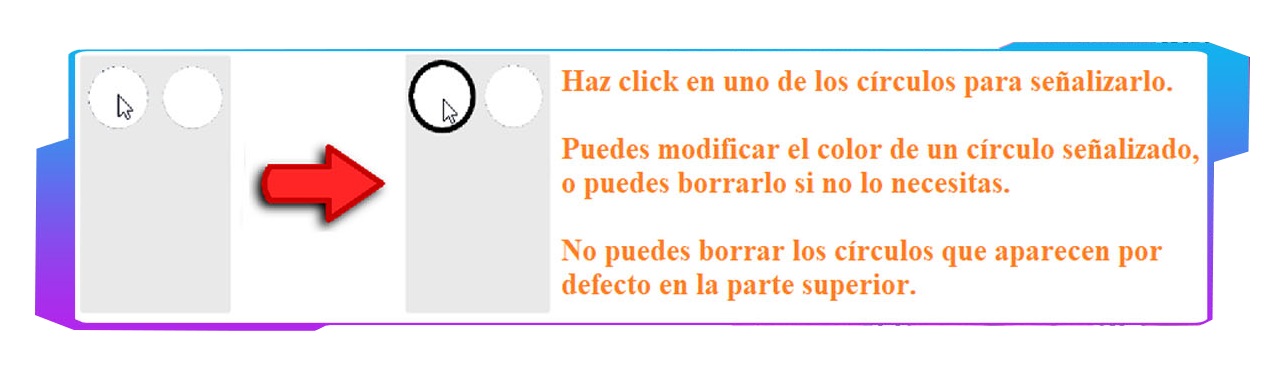 Haz click en uno de los círculos para señalizarlo.
Puedes modificar el color de un círculo señalizado,
o puedes borrarlo si no lo necesitas.
No puedes borrar los círculos que aparecen por
defecto en la parte superior.